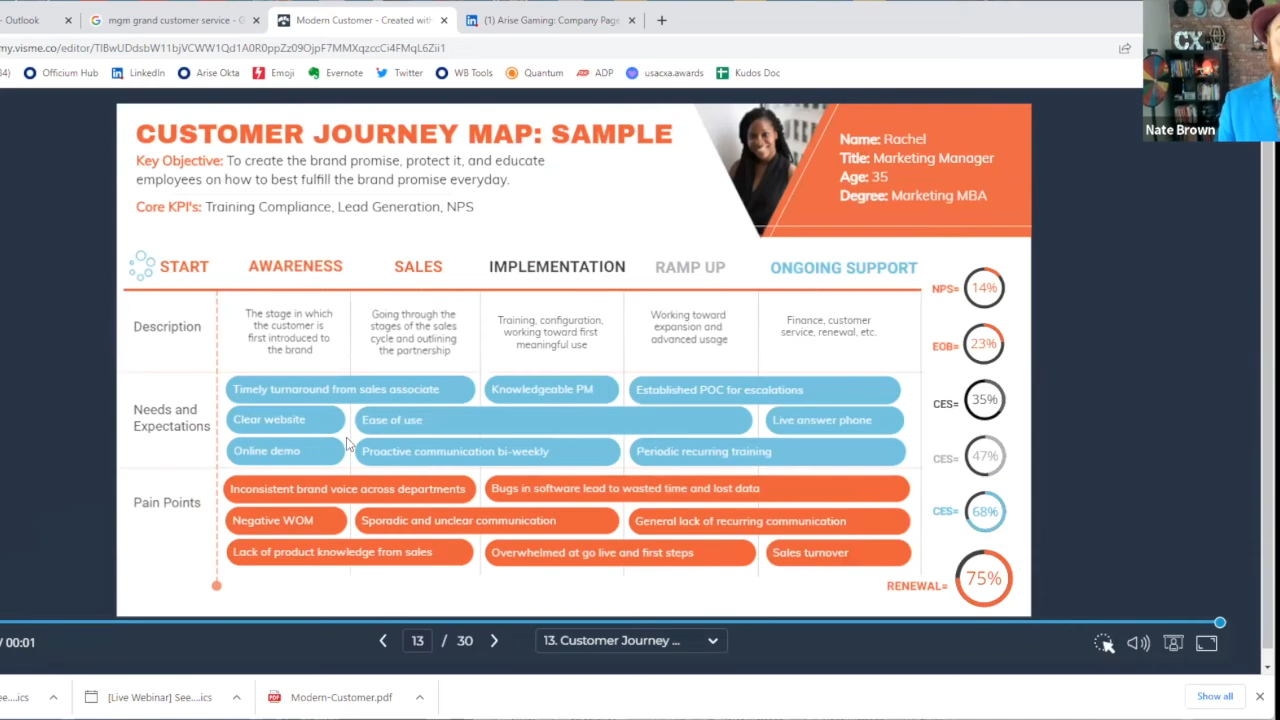 - Outlook
mgm grand customer service - G
Modern Customer - Created with
(1) Arise Gaming: Company Page
my.visme.co/editor/TlBwUDdsbW11bjVCWW1Qd1A0R0ppZz09OjpF7MMXqzccCi4FMqL6Zii1
34)
Officium Hub
LinkedIn
Arise Okta
Emoji
Evernote
Twitter
WB Tools
Quantum
ADP
usacxa.awards
Kudos Doc
CX
Nate Brown
CUSTOMER JOURNEY MAP: SAMPLE
Key Objective: To create the brand promise, protect it, and educate
employees on how to best fulfill the brand promise everyday.
Core KPI's: Training Compliance, Lead Generation, NPS
Name: Rachel
Title: Marketing Manager
Age: 35
Degree: Marketing MBA
START
AWARENESS
SALES
IMPLEMENTATION
RAMP UP
ONGOING SUPPORT
Description
The stage in which
the customer is
first introduced to
the brand
Going through the
stages of the sales
cycle and outlining
the partnership
Training, configuration,
working toward first
meaningful use
Working toward
expansion and
advanced usage
Finance, customer
service, renewal, etc.
Needs and
Expectations
Timely turnaround from sales associate
Knowledgeable PM
Established POC for escalations
Clear website
Ease of use
Live answer phone
Online demo
Proactive communication bi-weekly
Periodic recurring training
Pain Points
Inconsistent brand voice across departments
Bugs in software lead to wasted time and lost data
Negative WOM
Sporadic and unclear communication
General lack of recurring communication
Lack of product knowledge from sales
Overwhelmed at go live and first steps
Sales turnover
NPS= 14%
EOB= 23%
CES= 35%
CES= 47%
CES= 68%
RENEWAL= 75%
/ 00:01
13 / 30
13. Customer Journey ...
ee....ics
[Live Webinar] See....ics
Modern-Customer.pdf
Show all